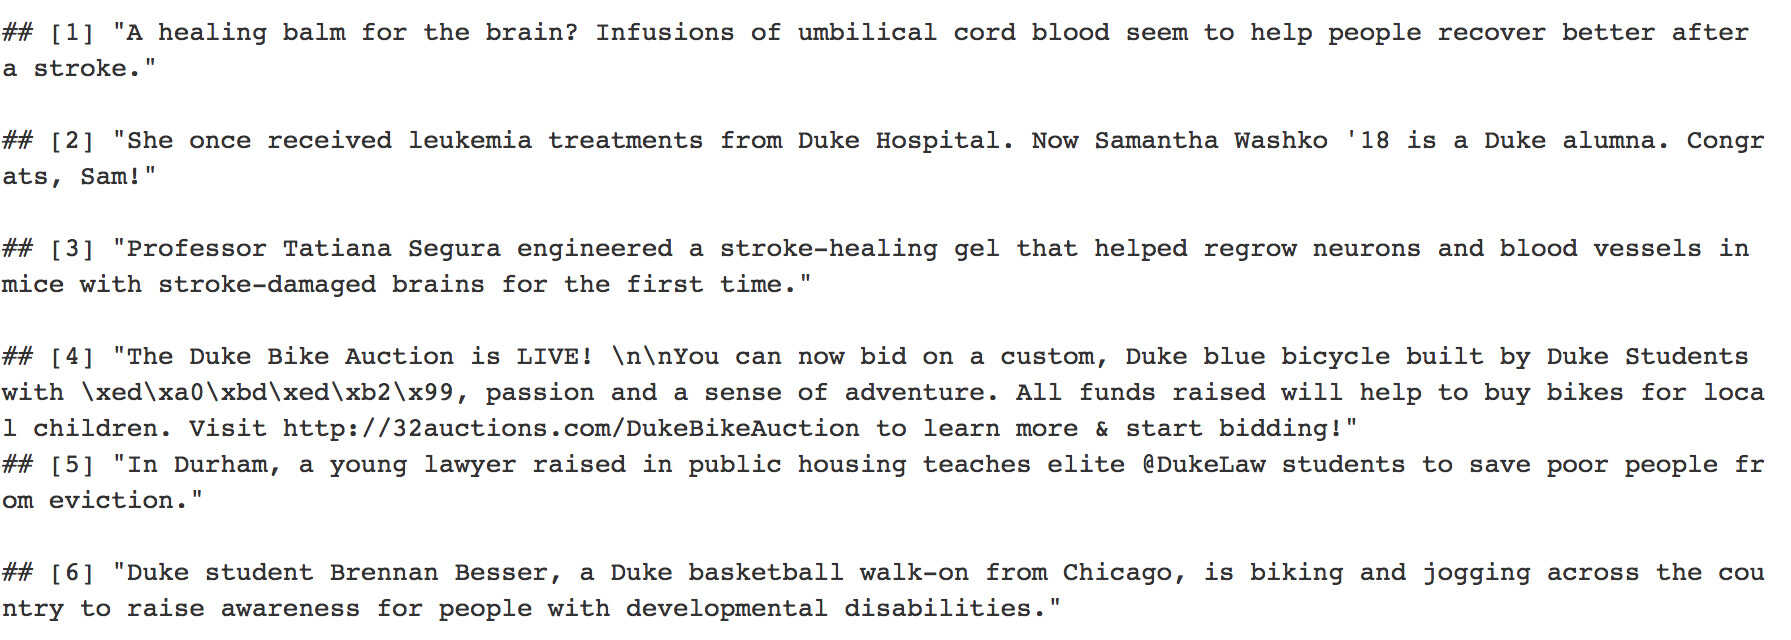 ## [1] "A healing balm for the brain? Infusions of umbilical cord blood seem to help people recover better after
a stroke."
## [2] "She once received leukemia treatments from Duke Hospital. Now Samantha Washko '18 is a Duke alumna. Congr
ats, Sam!"
## [3] "Professor Tatiana Segura engineered a stroke-healing gel that helped regrow neurons and blood vessels in
mice with stroke-damaged brains for the first time."
## [4] "The Duke Bike Auction is LIVE! \n\nYou can now bid on a custom, Duke blue bicycle built by Duke Students
with \xed\xa0\xbd\xed\xb2\x99, passion and a sense of adventure. All funds raised will help to buy bikes for loca
l children. Visit http://32auctions.com/DukeBikeAuction to learn more & start bidding!"
## [5] "In Durham, a young lawyer raised in public housing teaches elite @DukeLaw students to save poor people fr
om eviction."
## [6] "Duke student Brennan Besser, a Duke basketball walk-on from Chicago, is biking and jogging across the cou
ntry to raise awareness for people with developmental disabilities."